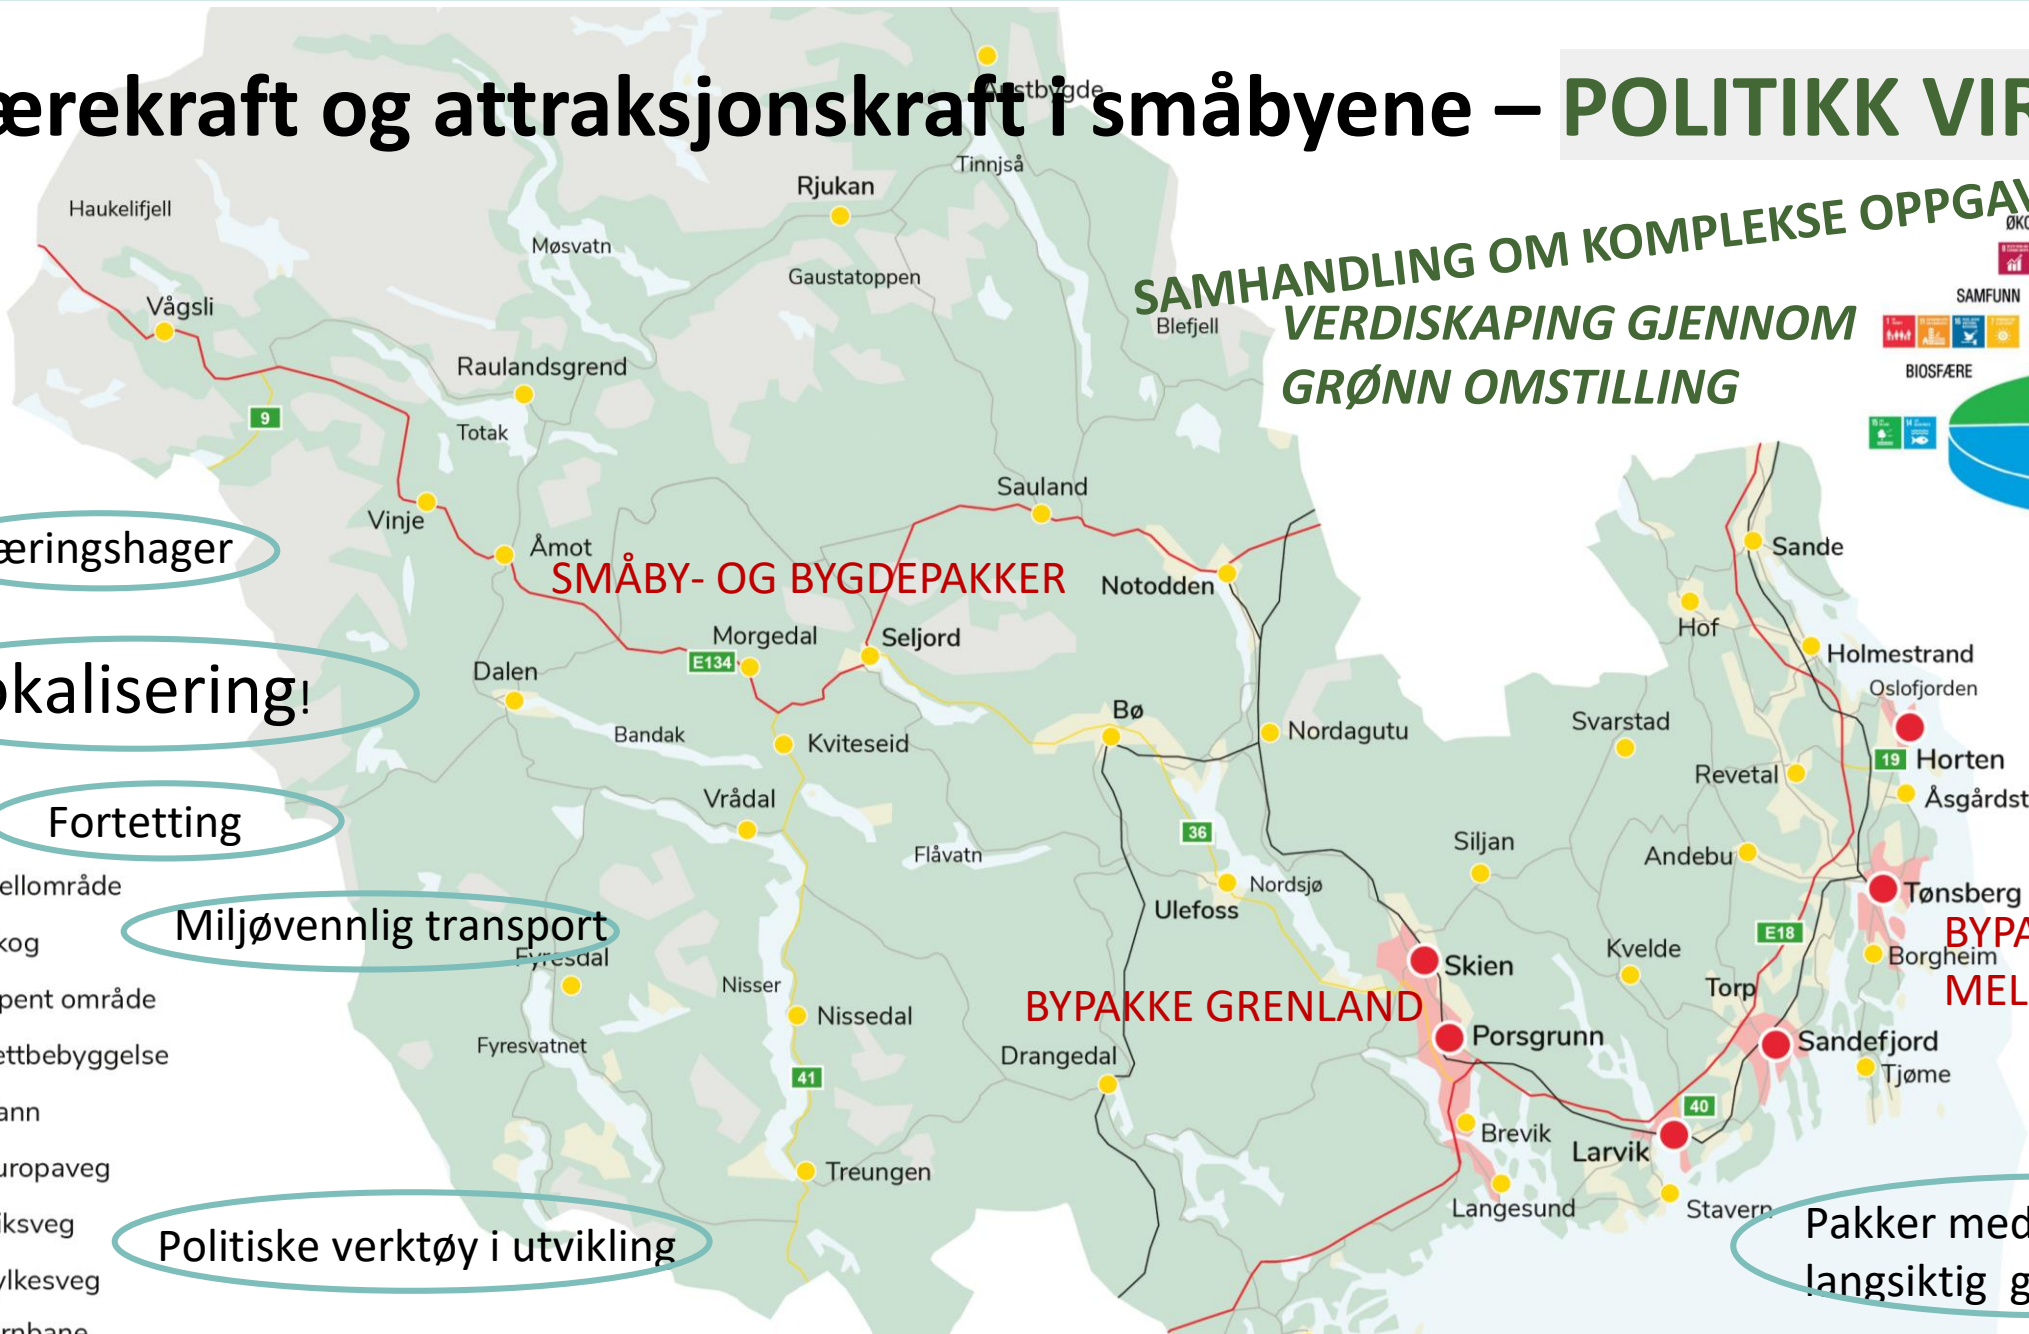 ærekraft og attraksjonskraft i småbyene – POLITIKK VIR
Austbygde
Tinnjså
Rjukan
Haukelifjell
Møsvatn
Gaustatoppen
SAMHANDLING OM KOMPLEKSE OPPGAV
ØKO
VERDISKAPING GJENNOM
GRØNN OMSTILLING
SAMFUNN
BIOSFÆRE
Blefjell
Vågsli
Raulandsgrend
9
Totak
Sauland
Vinje
Åmot
æringshager
SMÅBY- OG BYGDEPAKKER
Notodden
Sande
Hof
Holmestrand
Oslofjorden
Morgedal
Seljord
E134
Dalen
okalisering!
Bandak
Kviteseid
Bø
Nordagutu
Svarstad
19
Horten
Revetal
Åsgårdst
Vrådal
Fortetting
36
Flåvatn
Siljan
Andebu
Nordsjø
Ulefoss
Tønsberg
ellområde
Miljøvennlig transport
kog
Fyresdal
E18
BYPA
Borgheim
MEL
Kvelde
Skien
Torp
pent område
Nisser
Nissedal
BYPAKKE GRENLAND
Porsgrunn
Sandefjord
Tjøme
ettbebyggelse
Fyresvatnet
Drangedal
41
40
ann
Brevik
Larvik
uropaveg
Treungen
Langesund
Stavern
iksveg
Politiske verktøy i utvikling
Pakker med
langsiktig g
ylkesveg
rnbane